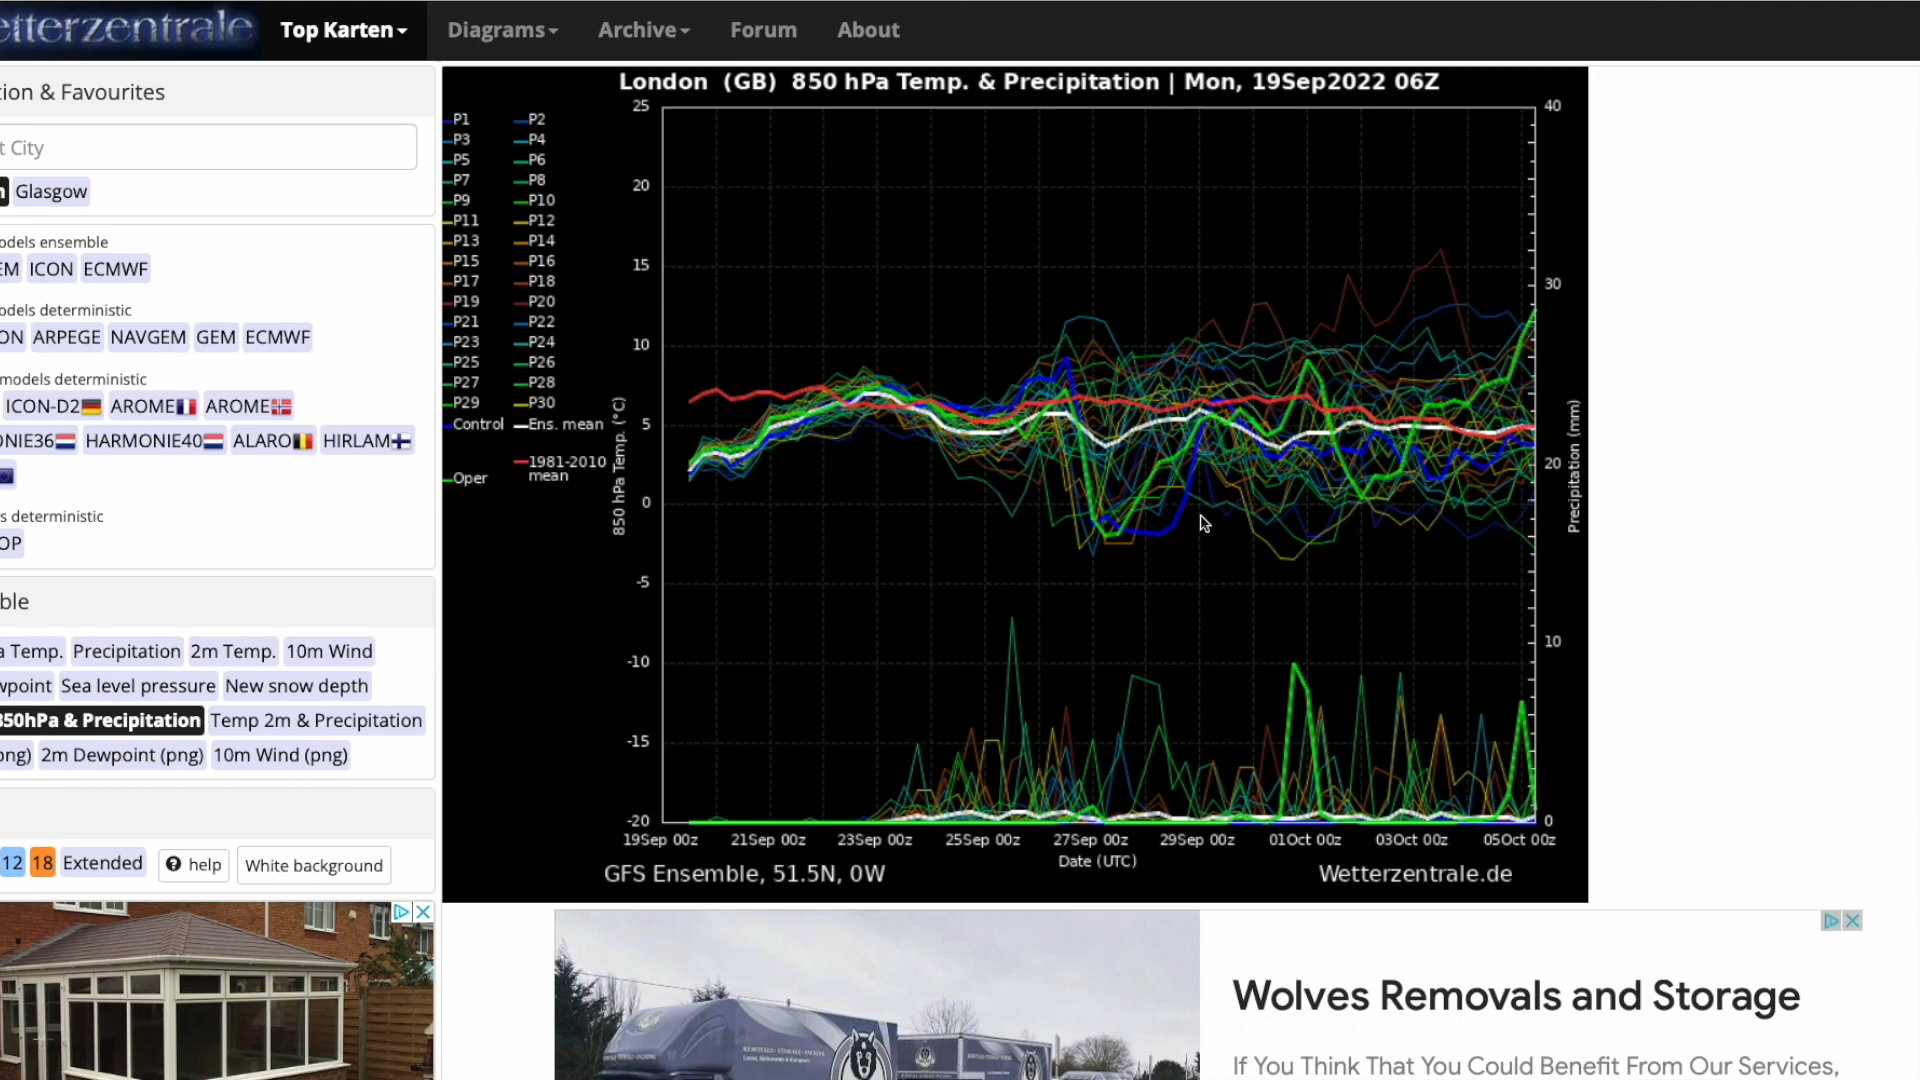 etterzentrale
Top Karten
Diagrams
Archive
Forum
About
tion & Favourites
t City
n
Glasgow
odels ensemble
EM
ICON
ECMWF
odels deterministic
ON
ARPEGE
NAVGEM
GEM
ECMWF
models deterministic
ICON-D2
AROME
AROME
ONIE36
HARMONIE40
ALARO
HIRLAM
s deterministic
OP
ble
a Temp.
Precipitation
2m Temp.
10m Wind
wpoint
Sea level pressure
New snow depth
850hPa & Precipitation
Temp 2m & Precipitation
png)
2m Dewpoint (png)
10m Wind (png)
12
18
Extended
help
White background
London (GB) 850 hPa Temp. & Precipitation | Mon, 19Sep2022 06Z
P1 P2
P3 P4
P5 P6
P7 P8
P9 P10
P11 P12
P13 P14
P15 P16
P17 P18
P19 P20
P21 P22
P23 P24
P25 P26
P27 P28
P29 P30
Control Ens. mean
1981-2010
mean
Oper
850 hPa Temp. (°C)
25
20
15
10
5
0
-5
-10
-15
-20
40
30
20
10
0
Precipitation (mm)
19Sep 00z
21Sep 00z
23Sep 00z
25Sep 00z
27Sep 00z
29Sep 00z
01Oct 00z
03Oct 00z
05Oct 00z
Date (UTC)
GFS Ensemble, 51.5N, 0W
Wetterzentrale.de
REMOVALS - STORAGE - PACKING
Wolves Removals and Storage
If You Think That You Could Benefit From Our Services,